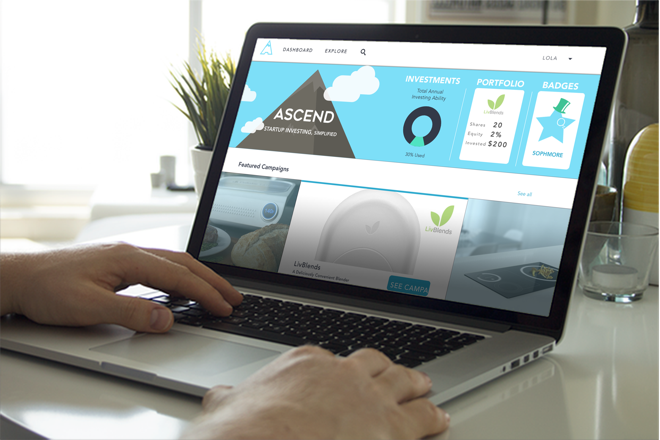 DASHBOARD EXPLORE LOLA
ASCEND
STARTUP INVESTING, SIMPLIFIED
INVESTMENTS
Total Annual
Investing Ability
30% Used
PORTFOLIO
LivBlends
Shares 20
Equity 2%
Invested $200
BADGES
SOPHMORE
Featured Campaigns
See all
LivBlends
LivBlends
A Deliciously Convenient Blender
SEE CAMPA